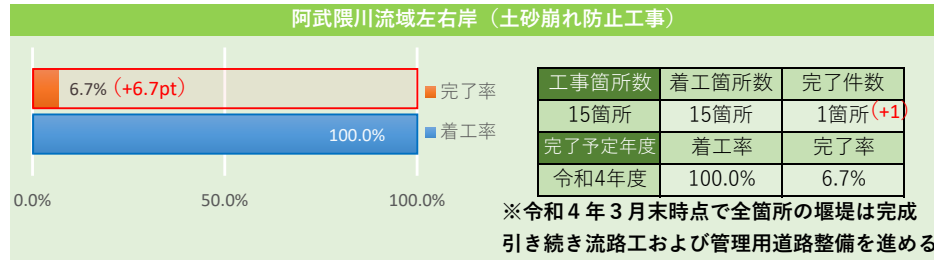 阿武隈川流域左右岸（土砂崩れ防止工事）
6.7%（+6.7pt）
完了率
100.0%
着工率
0.0% 50.0% 100.0%
工事箇所数 着工箇所数 完了件数
15箇所 15箇所 1箇所(+1)
完了予定年度 着工率 完了率
令和4年度 100.0% 6.7%
※令和４年３月末時点で全箇所の堰堤は完成
引き続き流路工および管理用道路整備を進める